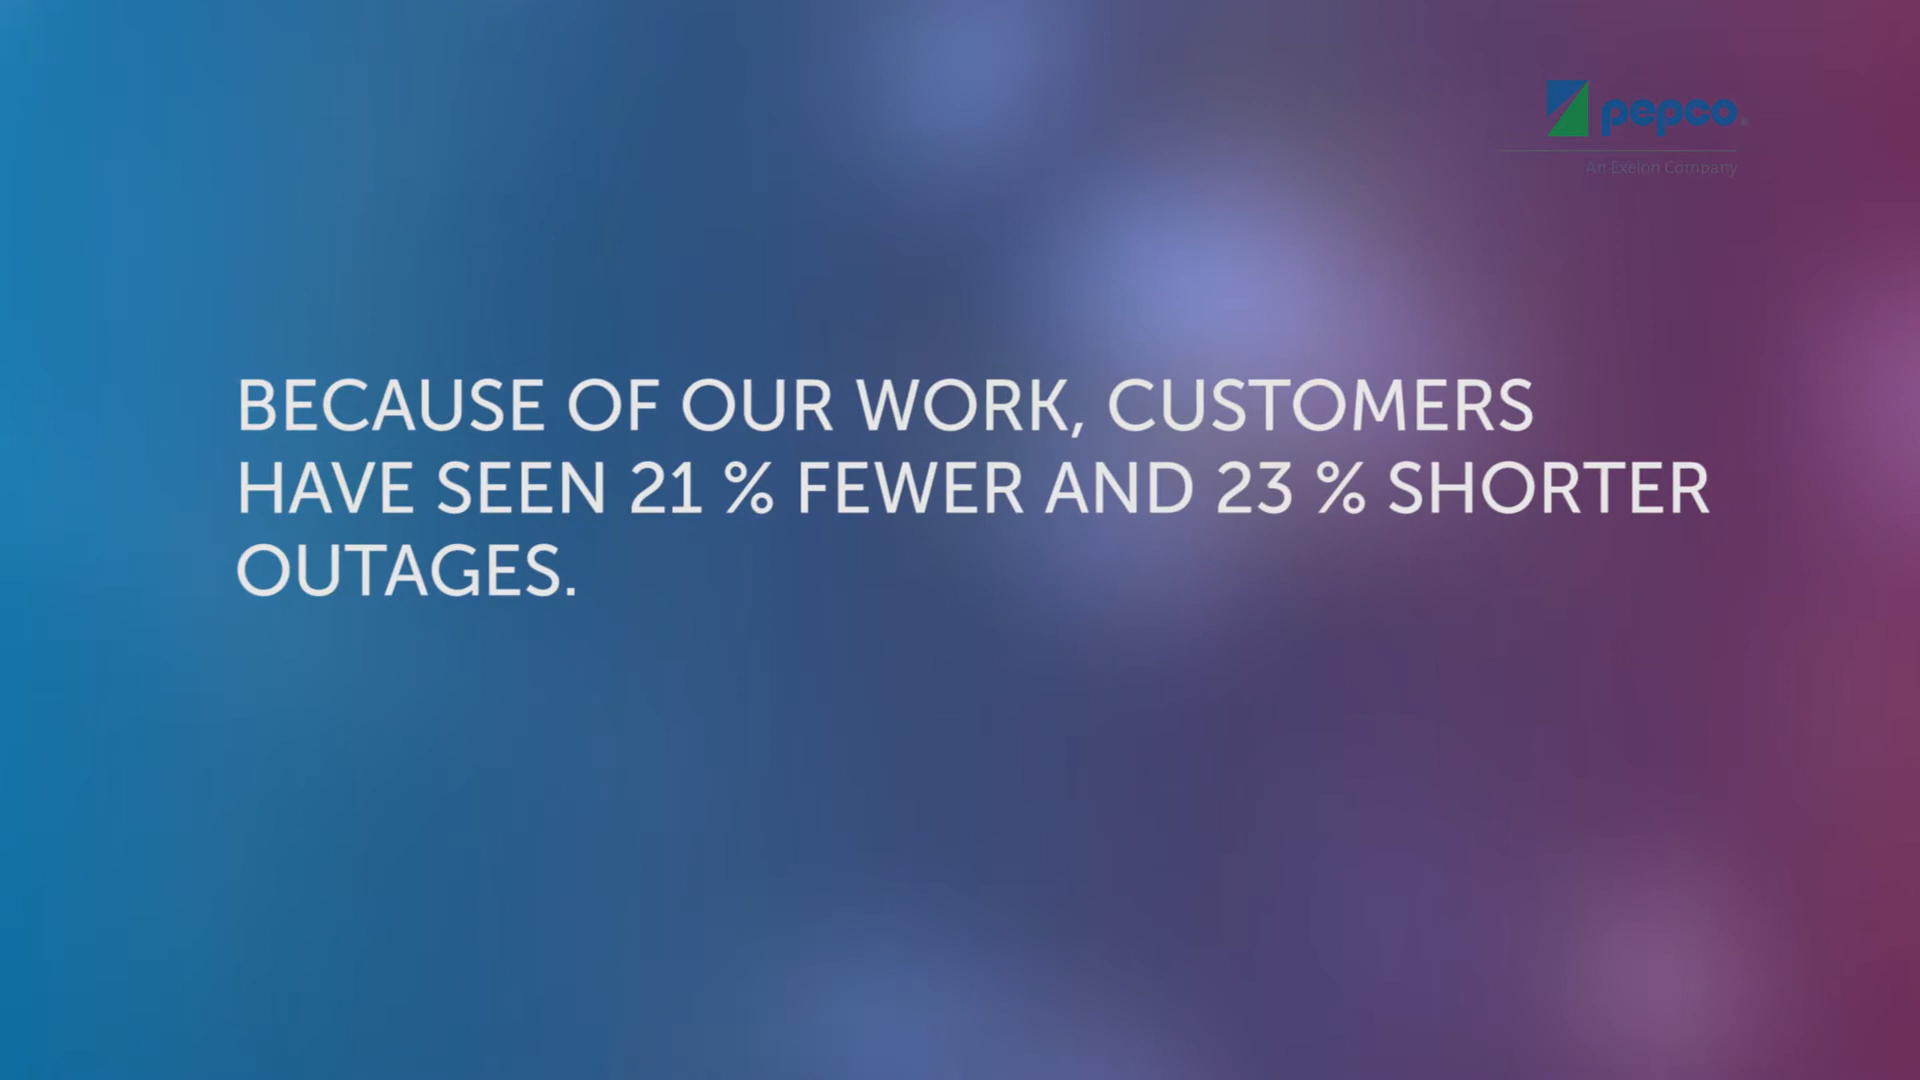 pepco
An Exelon Company
BECAUSE OF OUR WORK, CUSTOMERS
HAVE SEEN 21 % FEWER AND 23 % SHORTER
OUTAGES.